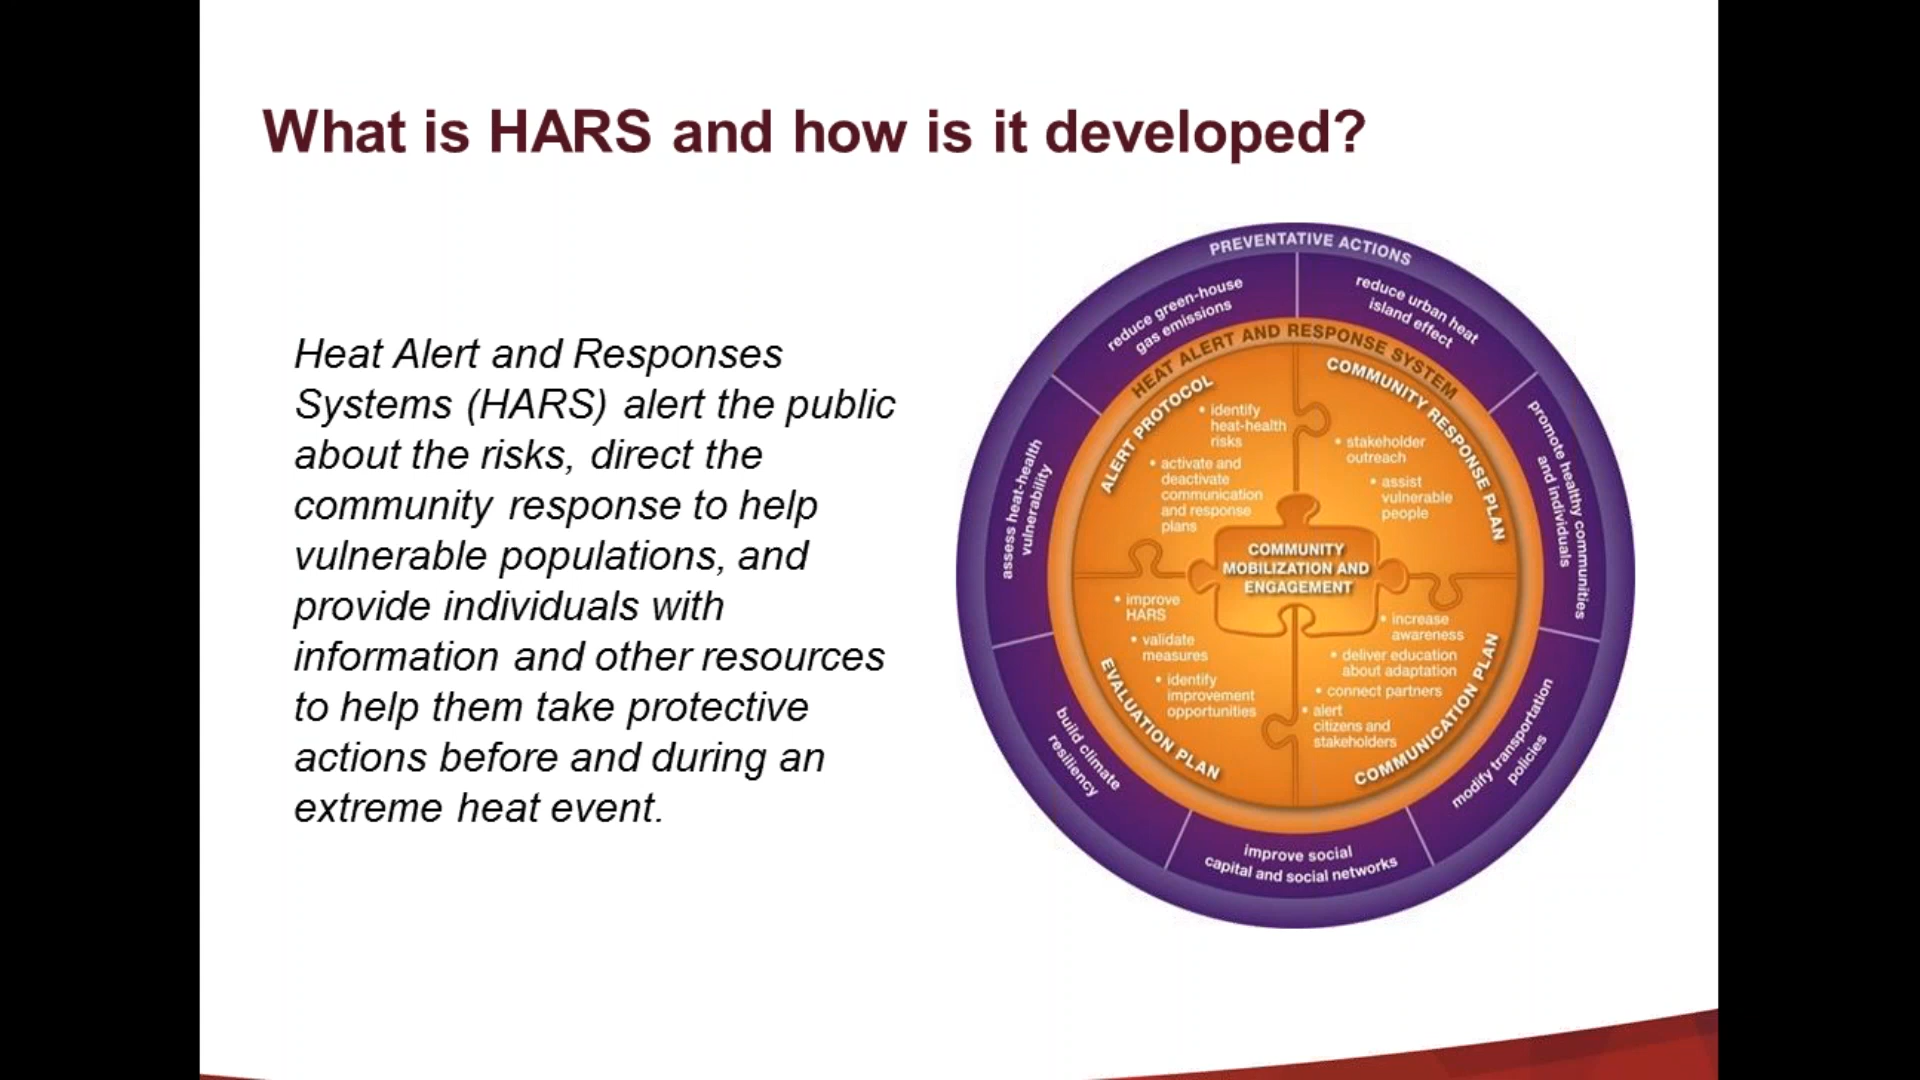 What is HARS and how is it developed?
Heat Alert and Responses
Systems (HARS) alert the public
about the risks, direct the
community response to help
vulnerable populations, and
provide individuals with
information and other resources
to help them take protective
actions before and during an
extreme heat event.
PREVENTATIVE ACTIONS
reduce green-house
gas emissions
reduce urban heat
island effect
promote healthy communities
and individuals
modify transportation
policies
improve social
capital and social networks
build climate
resiliency
assess heat-health
vulnerability
HEAT ALERT AND RESPONSE SYSTEM
ALERT PROTOCOL
• identify
heat-health
risks
• activate and
deactivate
communication
and response
plans
COMMUNITY RESPONSE PLAN
• stakeholder
outreach
• assist
vulnerable
people
COMMUNITY
MOBILIZATION AND
ENGAGEMENT
• improve
HARS
• validate
measures
• identify
improvement
opportunities
EVALUATION PLAN
• increase
awareness
• deliver education
about adaptation
• connect partners
• alert
citizens and
stakeholders
COMMUNICATION PLAN